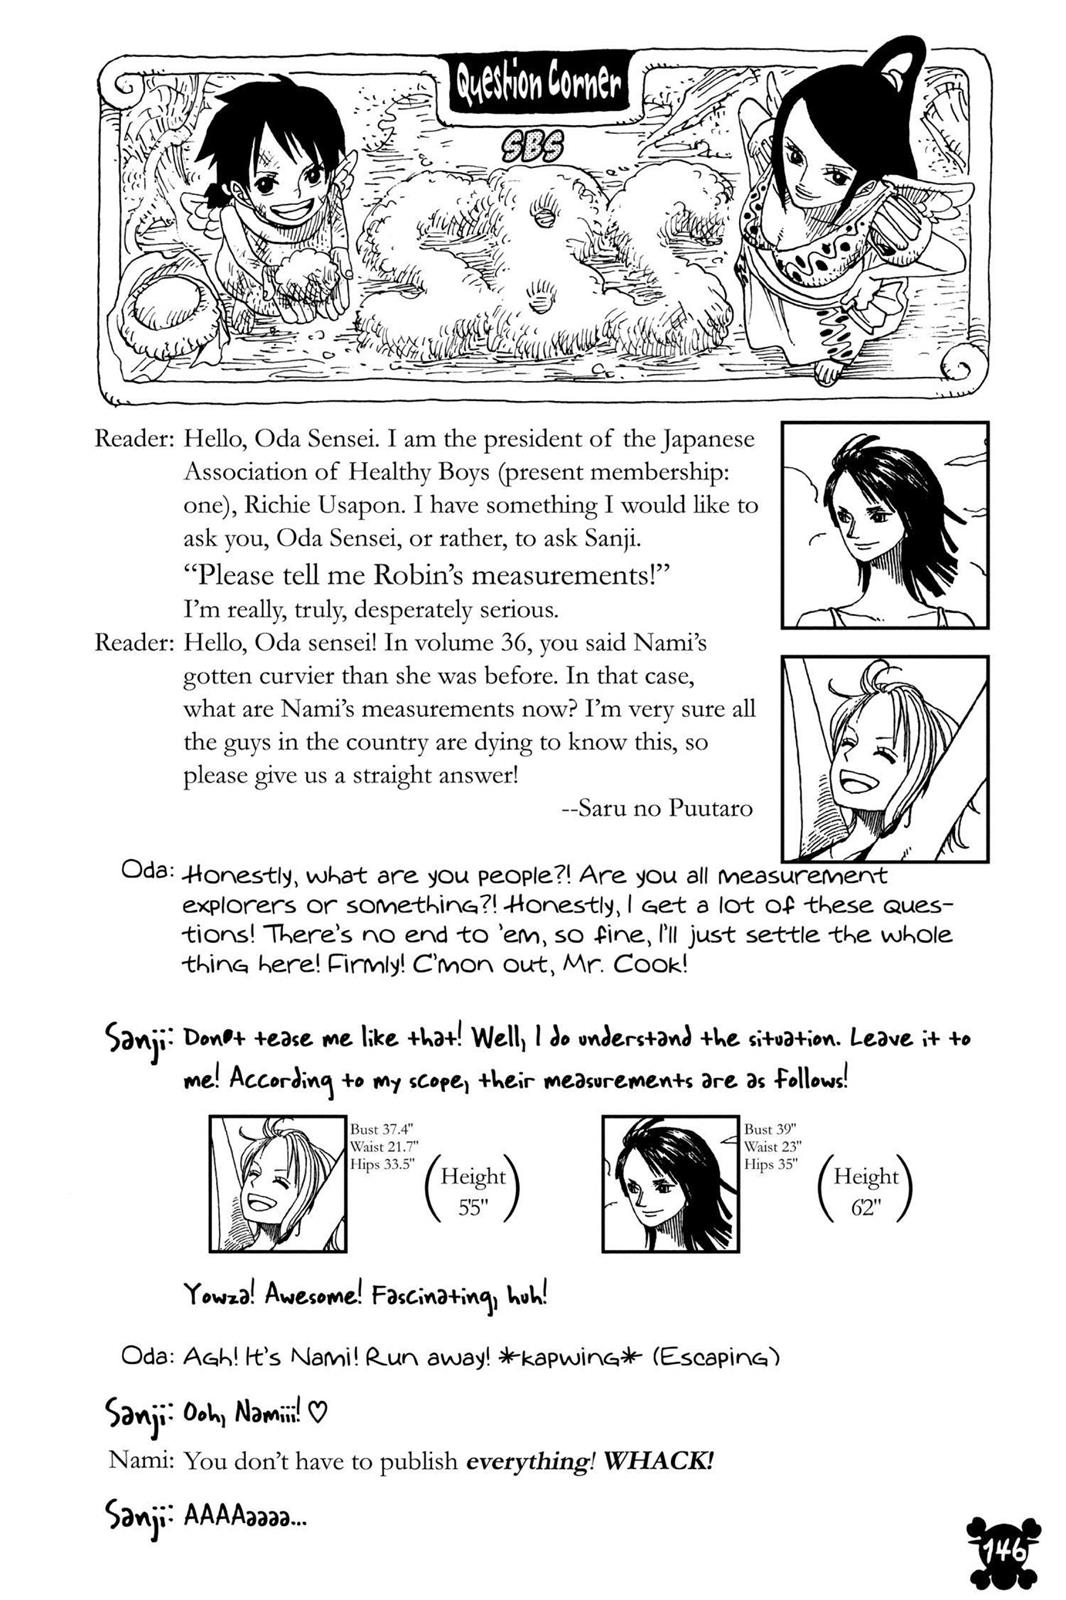 Question Corner
SBS
Reader: Hello, Oda Sensei. I am the president of the Japanese
Association of Healthy Boys (present membership:
one), Richie Usapon. I have something I would like to
ask you, Oda Sensei, or rather, to ask Sanji.
“Please tell me Robin’s measurements!”
I’m really, truly, desperately serious.
Reader: Hello, Oda sensei! In volume 36, you said Nami’s
gotten curvier than she was before. In that case,
what are Nami’s measurements now? I’m very sure all
the guys in the country are dying to know this, so
please give us a straight answer!
--Saru no Puutaro
Oda: Honestly, what are you people?! Are you all measurement
explorers or something?! Honestly, I get a lot of these ques-
tions! There's no end to 'em, so fine, I'll just settle the whole
thing here! Firmly! C'mon out, Mr. Cook!
Sanji: Don't tease me like that! Well, I do understand the situation. Leave it to
me! According to my scope, their measurements are as follows!
Bust 37.4"
Waist 21.7"
Hips 33.5"
(Height
5'5")
Bust 39"
Waist 23"
Hips 35"
(Height
6'2")
Yowza! Awesome! Fascinating, huh!
Oda: Agh! It's Nami! Run away! *kapwing* (Escaping)
Sanji: Ooh, Namiii! ♡
Nami: You don’t have to publish everything! WHACK!
Sanji: AAAAaaaa...
146